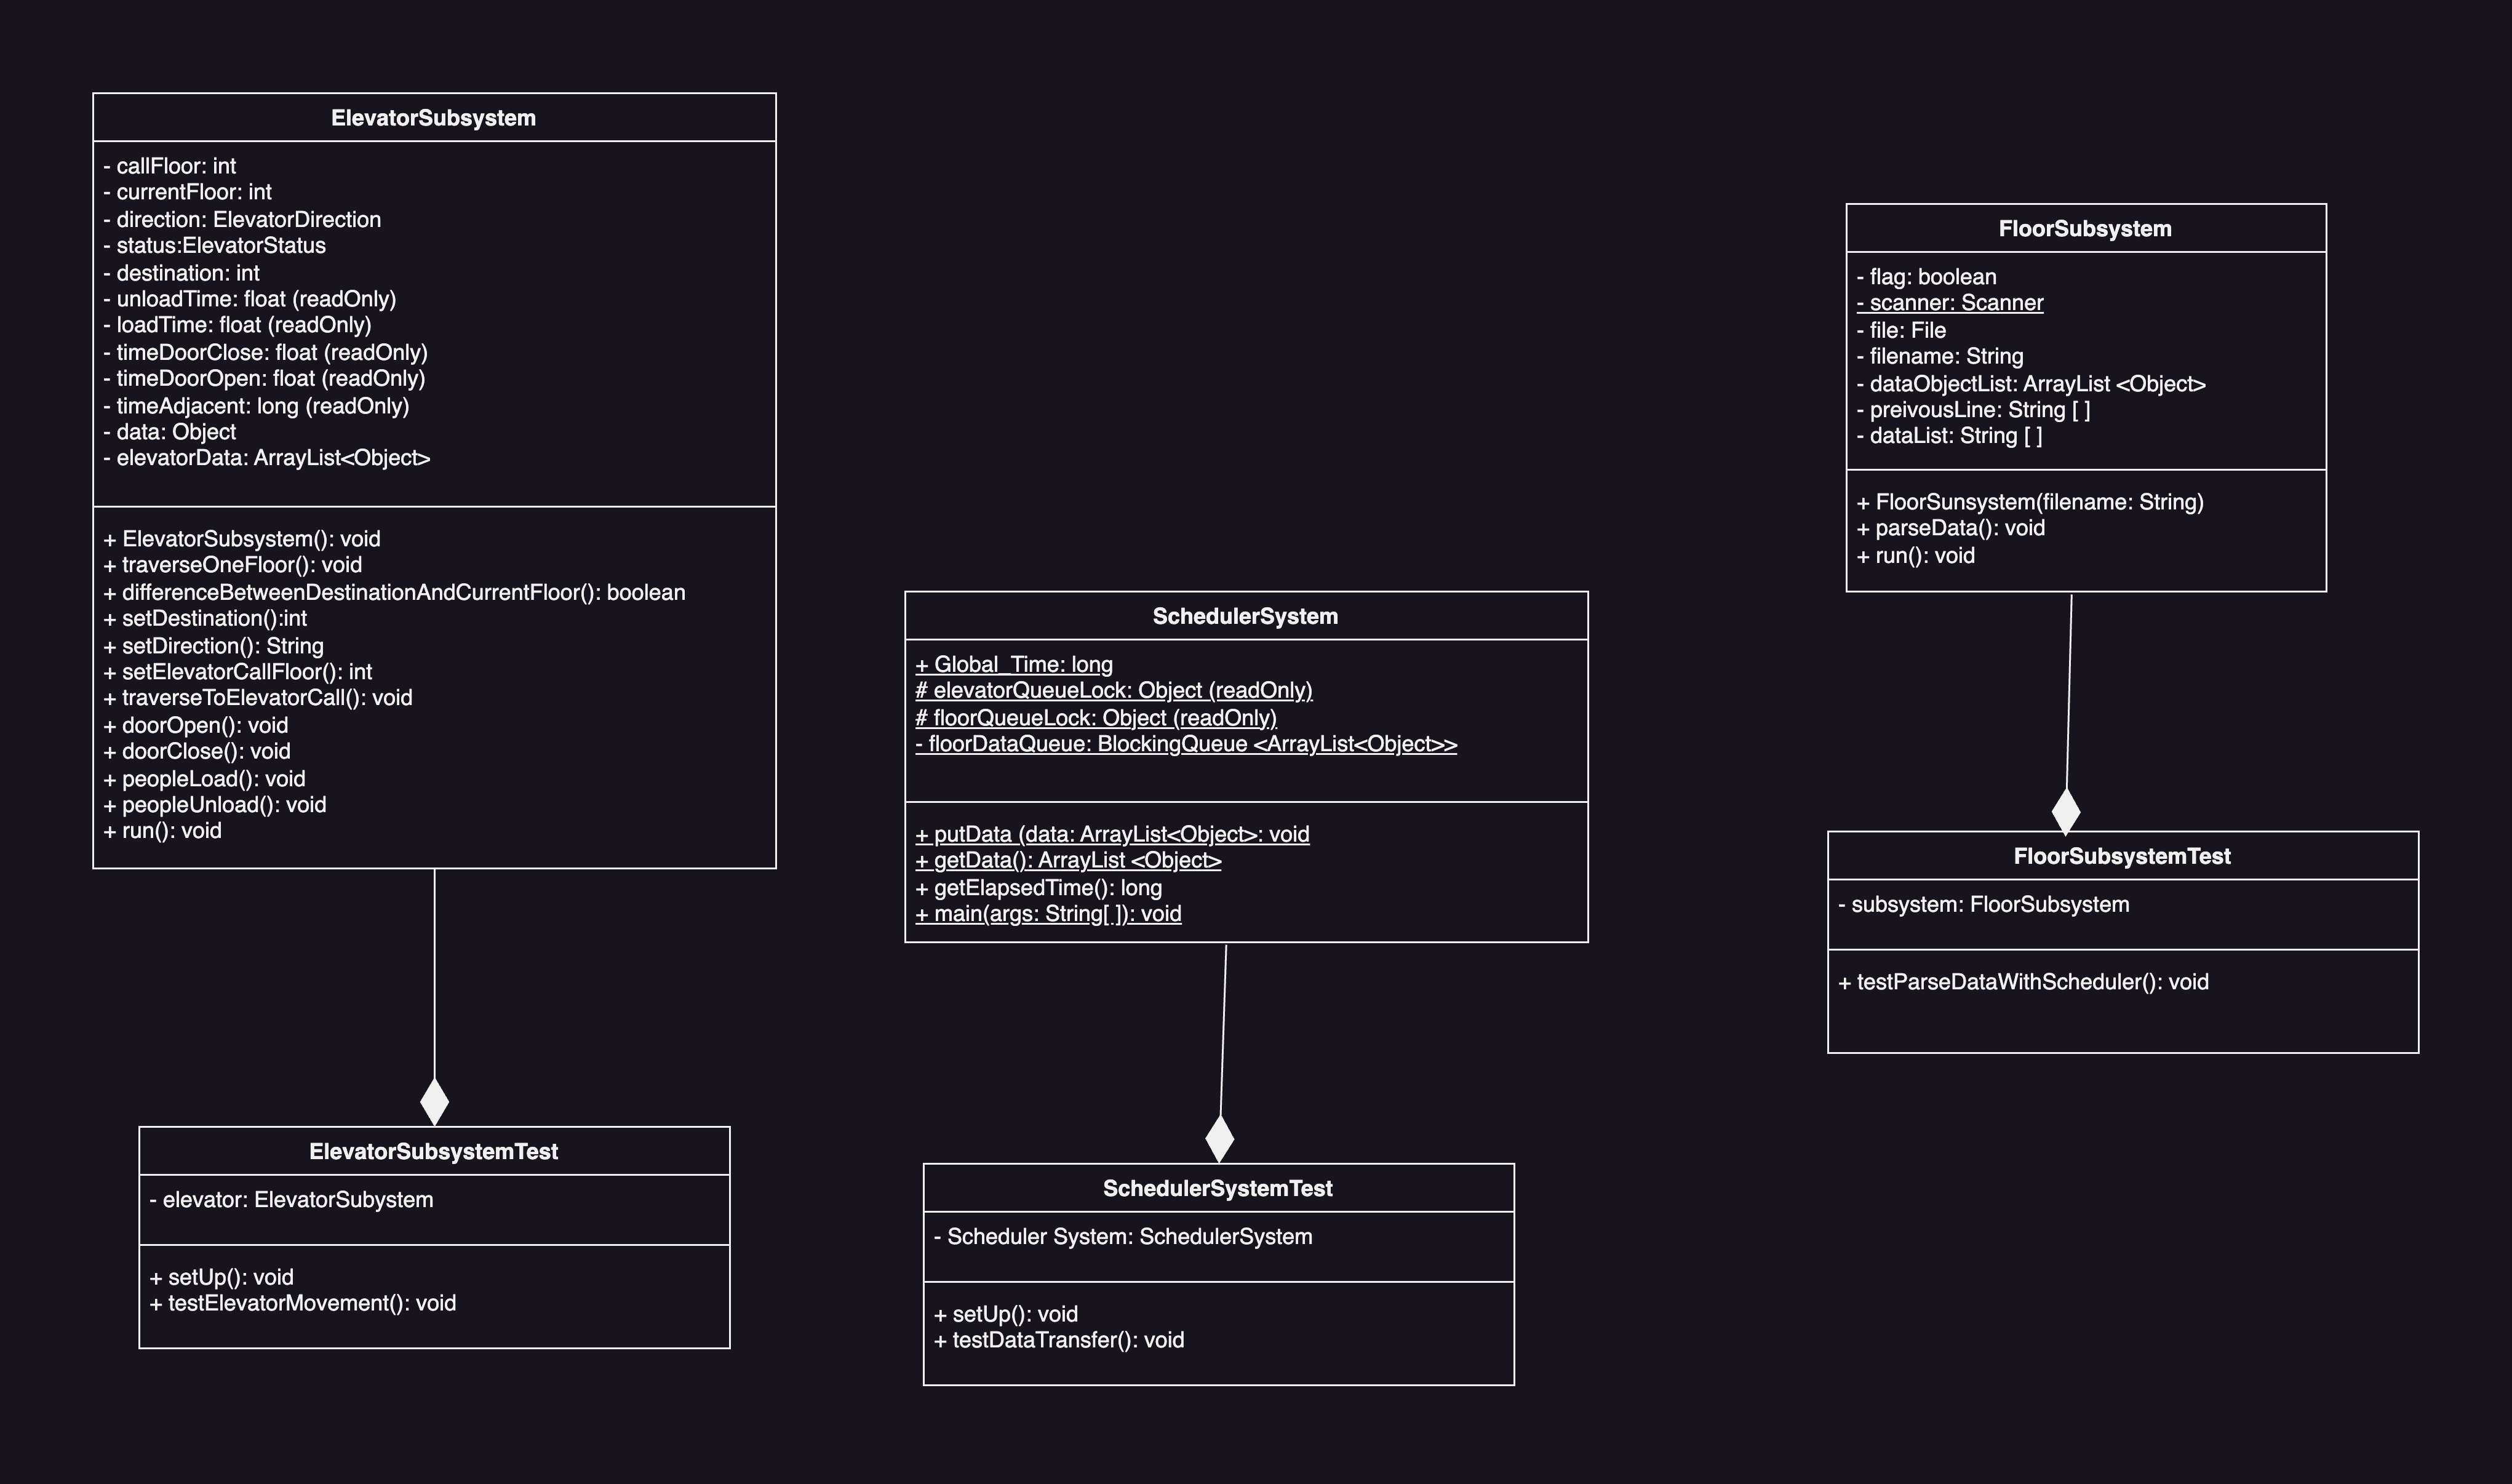 ElevatorSubsystem
- callFloor: int
- currentFloor: int
- direction: ElevatorDirection
- status:ElevatorStatus
- destination: int
- unloadTime: float (readOnly)
- loadTime: float (readOnly)
- timeDoorClose: float (readOnly)
- timeDoorOpen: float (readOnly)
- timeAdjacent: long (readOnly)
- data: Object
- elevatorData: ArrayList<Object>
+ ElevatorSubsystem(): void
+ traverseOneFloor(): void
+ differenceBetweenDestinationAndCurrentFloor(): boolean
+ setDestination():int
+ setDirection(): String
+ setElevatorCallFloor(): int
+ traverseToElevatorCall(): void
+ doorOpen(): void
+ doorClose(): void
+ peopleLoad(): void
+ peopleUnload(): void
+ run(): void
ElevatorSubsystemTest
- elevator: ElevatorSubystem
+ setUp(): void
+ testElevatorMovement(): void
SchedulerSystem
+ Global_Time: long
# elevatorQueueLock: Object (readOnly)
# floorQueueLock: Object (readOnly)
- floorDataQueue: BlockingQueue <ArrayList<Object>>
+ putData (data: ArrayList<Object>: void
+ getData(): ArrayList <Object>
+ getElapsedTime(): long
+ main(args: String[ ]): void
SchedulerSystemTest
- Scheduler System: SchedulerSystem
+ setUp(): void
+ testDataTransfer(): void
FloorSubsystem
- flag: boolean
- scanner: Scanner
- file: File
- filename: String
- dataObjectList: ArrayList <Object>
- preivousLine: String [ ]
- dataList: String [ ]
+ FloorSunsystem(filename: String)
+ parseData(): void
+ run(): void
FloorSubsystemTest
- subsystem: FloorSubsystem
+ testParseDataWithScheduler(): void